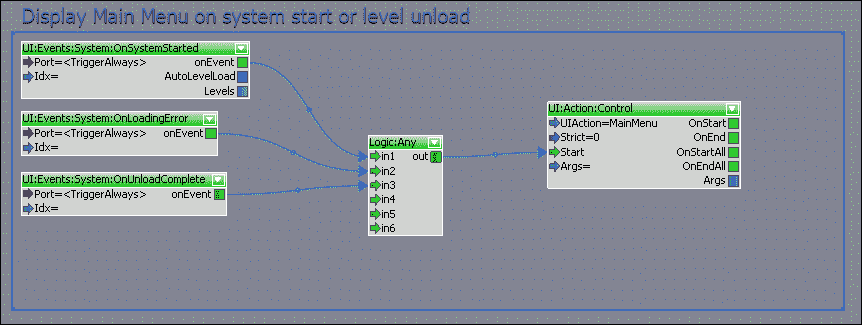 Display Main Menu on system start or level unload
UI:Events:System:OnSystemStarted
Port=<TriggerAlways> onEvent
Idx= AutoLevelLoad
Levels
UI:Events:System:OnLoadingError
Port=<TriggerAlways> onEvent
Idx=
UI:Events:System:OnUnloadComplete
Port=<TriggerAlways> onEvent
Idx=
Logic:Any
in1 out
in2
in3
in4
in5
in6
UI:Action:Control
UIAction=MainMenu OnStart
Strict=0 OnEnd
Start OnStartAll
Args= OnEndAll
Args